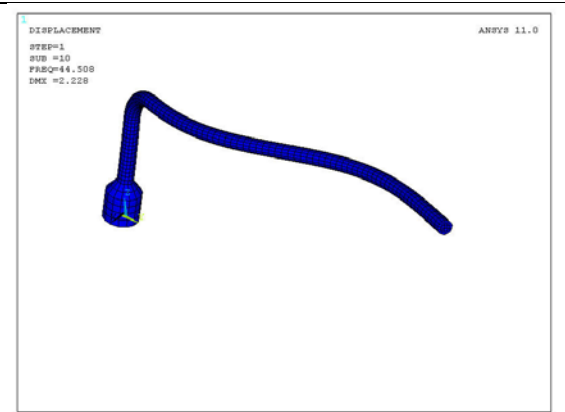 1
DISPLACEMENT
ANSYS 11.0
STEP=1
SUB =10
FREQ=44.508
DMX =2.228